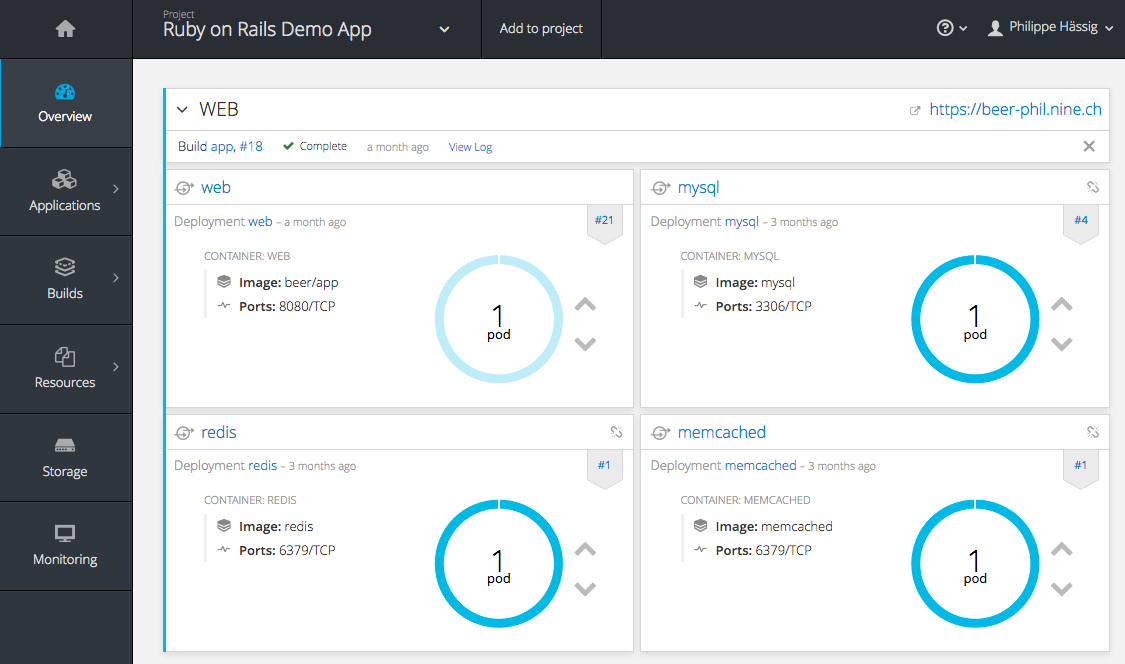 Project
Ruby on Rails Demo App
Add to project
Philippe Hässig
Overview
Applications
Builds
Resources
Storage
Monitoring
WEB
https://beer-phil.nine.ch
Build app, #18 Complete a month ago View Log
web
Deployment web – a month ago
#21
CONTAINER: WEB
Image: beer/app
Ports: 8080/TCP
1
pod
mysql
Deployment mysql – 3 months ago
#4
CONTAINER: MYSQL
Image: mysql
Ports: 3306/TCP
1
pod
redis
Deployment redis – 3 months ago
#1
CONTAINER: REDIS
Image: redis
Ports: 6379/TCP
1
pod
memcached
Deployment memcached – 3 months ago
#1
CONTAINER: MEMCACHED
Image: memcached
Ports: 6379/TCP
1
pod